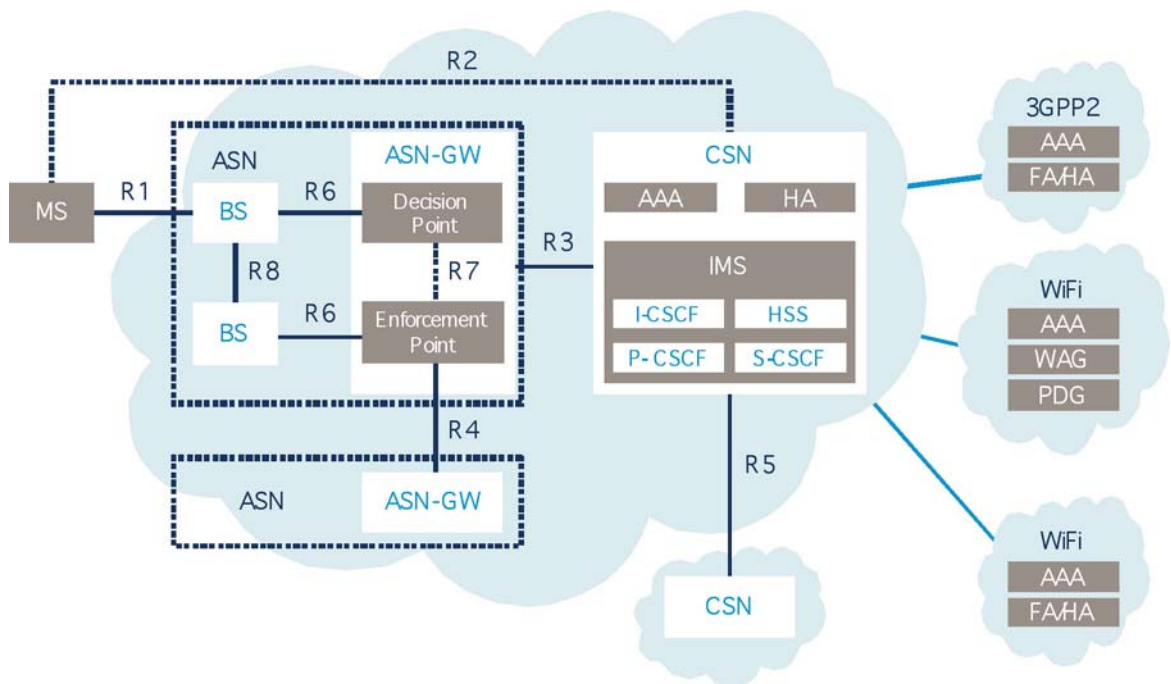 R2
3GPP2
AAA
FA/HA
ASN
ASN-GW
CSN
MS
R1
BS
R6
Decision
Point
AAA
HA
R3
R8
R7
IMS
BS
R6
Enforcement
Point
I-CSCF
HSS
P- CSCF
S-CSCF
WiFi
AAA
WAG
PDG
R4
R5
ASN
ASN-GW
CSN
WiFi
AAA
FA/HA